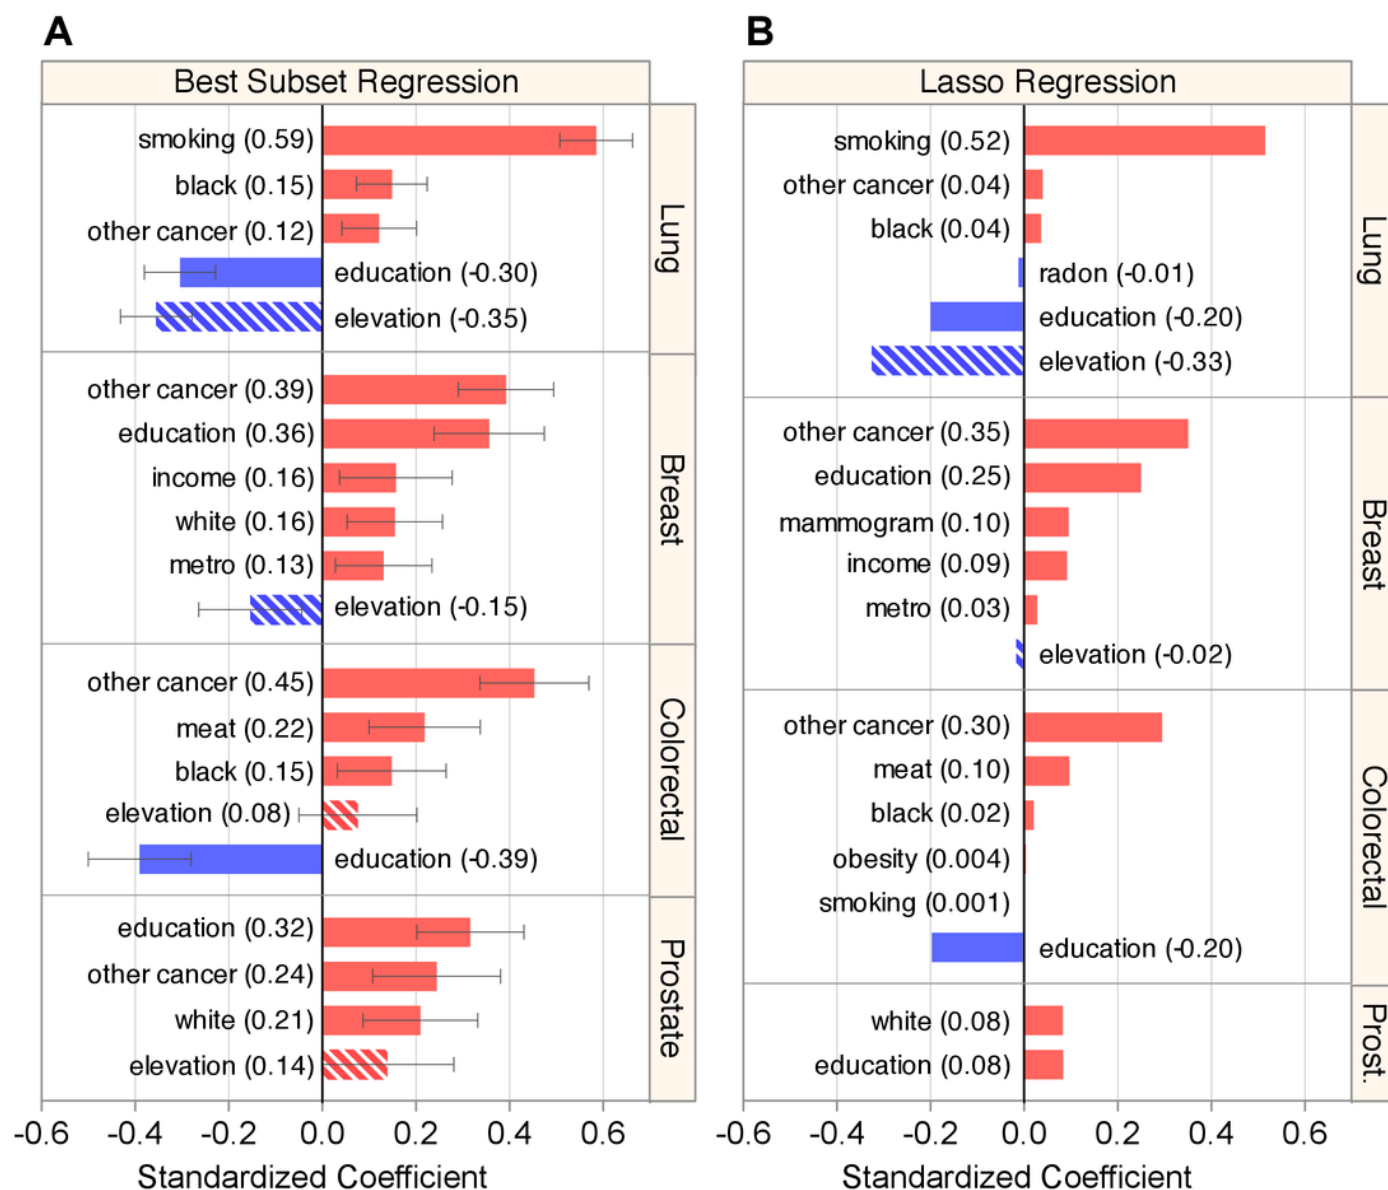 A
Best Subset Regression
smoking (0.59)
black (0.15)
other cancer (0.12)
education (-0.30)
elevation (-0.35)
Lung
other cancer (0.39)
education (0.36)
income (0.16)
white (0.16)
metro (0.13)
elevation (-0.15)
Breast
other cancer (0.45)
meat (0.22)
black (0.15)
elevation (0.08)
education (-0.39)
Colorectal
education (0.32)
other cancer (0.24)
white (0.21)
elevation (0.14)
Prostate
-0.6 -0.4 -0.2 0.0 0.2 0.4 0.6
Standardized Coefficient
B
Lasso Regression
smoking (0.52)
other cancer (0.04)
black (0.04)
radon (-0.01)
education (-0.20)
elevation (-0.33)
Lung
other cancer (0.35)
education (0.25)
mammogram (0.10)
income (0.09)
metro (0.03)
elevation (-0.02)
Breast
other cancer (0.30)
meat (0.10)
black (0.02)
obesity (0.004)
smoking (0.001)
education (-0.20)
Colorectal
white (0.08)
education (0.08)
Prost.
-0.6 -0.4 -0.2 0.0 0.2 0.4 0.6
Standardized Coefficient